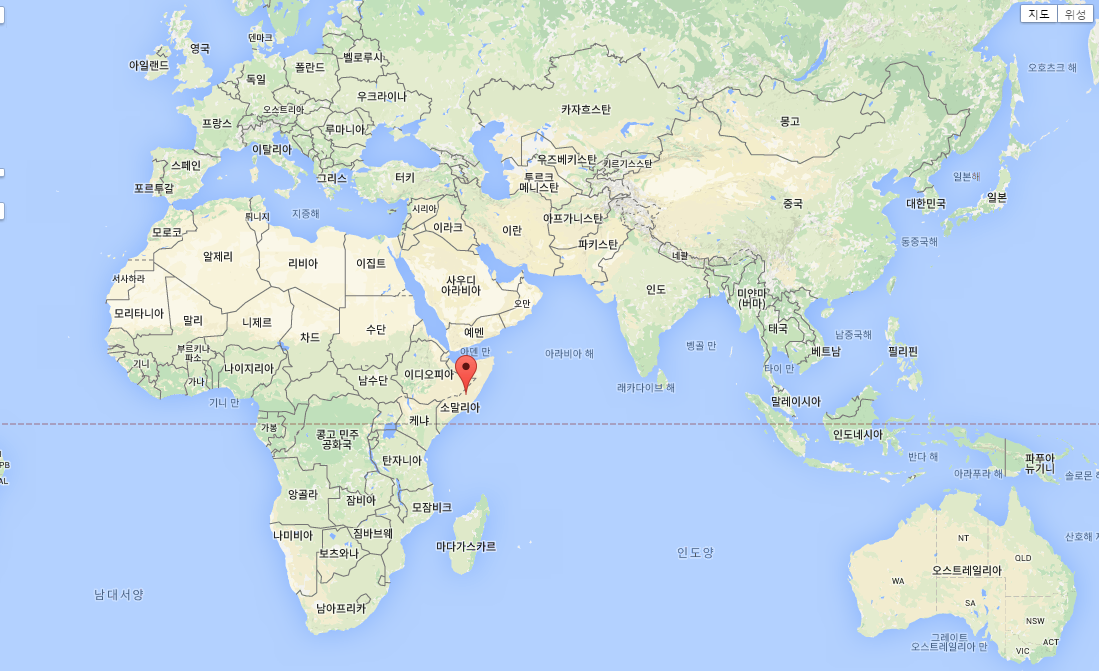 지도
위성
영국
덴마크
아일랜드
벨로루시
폴란드
독일
우크라이나
오스트리아
프랑스
루마니아
이탈리아
스페인
포르투갈
그리스
터키
카자흐스탄
몽고
오호츠크 해
우즈베키스탄
키르기스스탄
투르크
메니스탄
일본해
일본
대한민국
중국
동중국해
튀니지
지중해
시리아
이라크
이란
아프가니스탄
파키스탄
네팔
모로코
알제리
리비아
이집트
사우디
아라비아
오만
인도
미얀마
(버마)
서사하라
모리타니아
말리
니제르
차드
수단
예멘
아덴 만
아라비아 해
벵골 만
태국
남중국해
베트남
필리핀
타이 만
부르키나
파소
기니
가나
나이지리아
남수단
이디오피아
래카다이브 해
기니 만
소말리아
말레이시아
케냐
가봉
콩고 민주
공화국
인도네시아
탄자니아
반다 해
아라푸라 해
파푸아
뉴기니
솔로몬 해
PB
AL
앙골라
잠비아
모잠비크
나미비아
짐바브웨
보츠와나
마다가스카르
인도양
산호해
남대서양
남아프리카
NT
QLD
오스트레일리아
WA
SA
NSW
ACT
VIC
그레이트
오스트레일리아 만